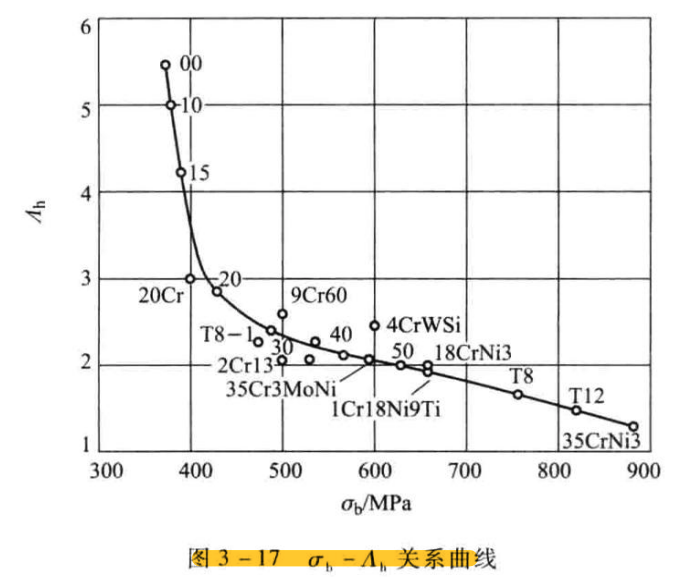 6
00
5
10
15
4
Λh
3
20Cr
20
9Cr60
T8-1
40
4CrWSi
30
50
18CrNi3
2
2Cr13
35Cr3MoNi
T8
1Cr18Ni9Ti
T12
35CrNi3
1
300 400 500 600 700 800 900
σb/MPa
图 3-17 σb-Λh 关系曲线